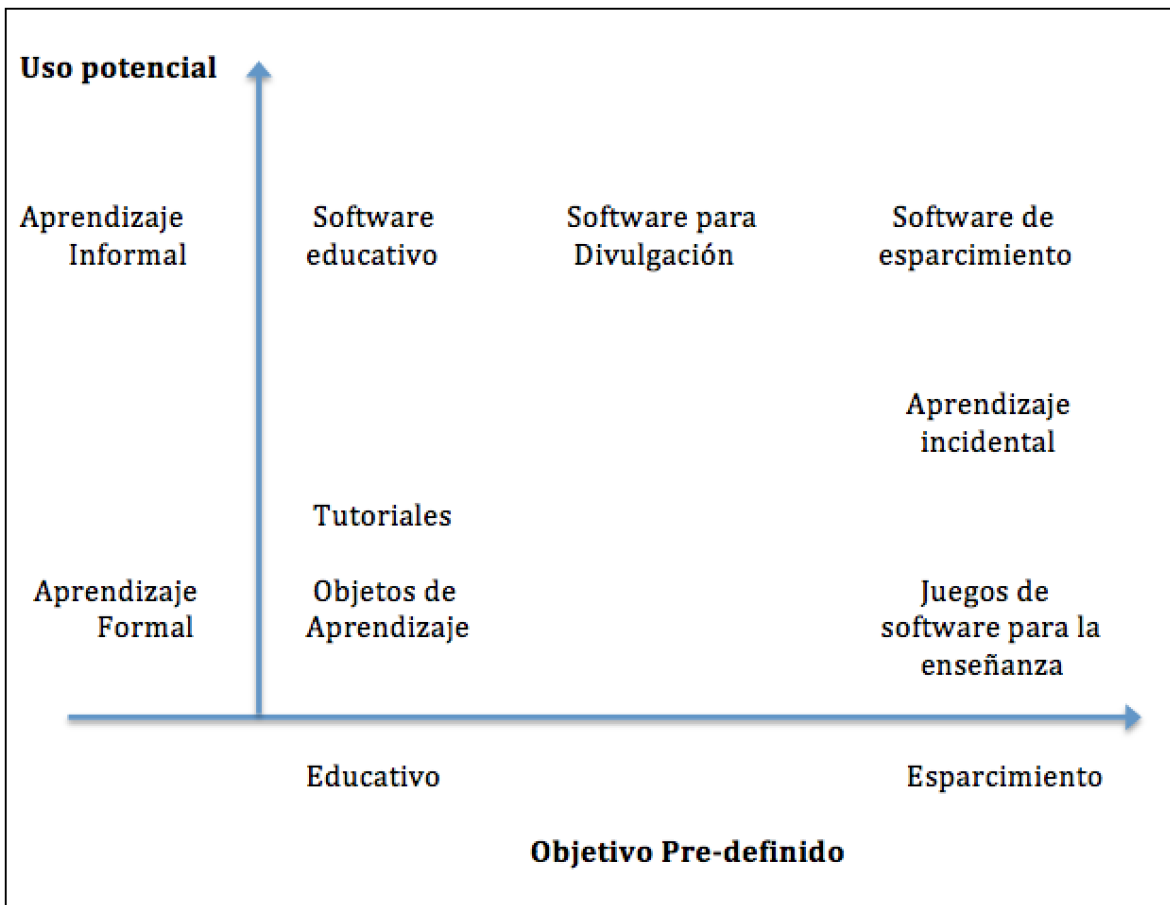 Uso potencial
Aprendizaje
Informal
Software
educativo
Software para
Divulgación
Software de
esparcimiento
Aprendizaje
incidental
Tutoriales
Aprendizaje
Formal
Objetos de
Aprendizaje
Juegos de
software para la
enseñanza
Educativo
Esparcimiento
Objetivo Pre-definido